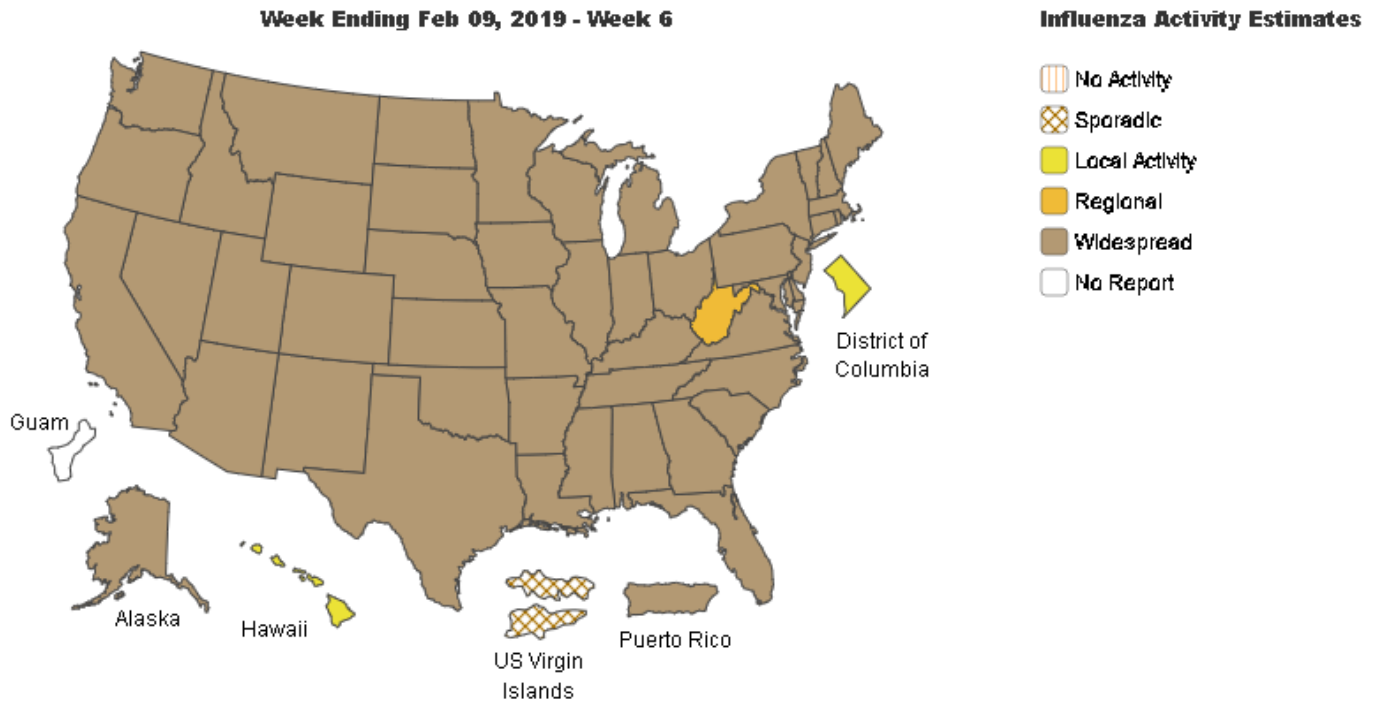 Week Ending Feb 09, 2019 - Week 6
Influenza Activity Estimates
No Activity
Sporadic
Local Activity
Regional
Widespread
No Report
District of
Columbia
Guam
Alaska
Hawaii
US Virgin
Islands
Puerto Rico